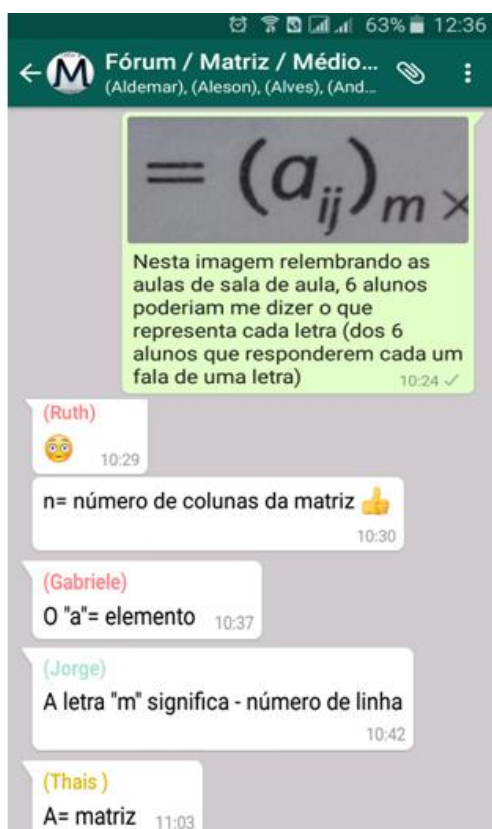 63% 12:36
M Fórum / Matriz / Médio...
(Aldemar), (Aleson), (Alves), (And...
= (aij)m ×
Nesta imagem relembrando as
aulas de sala de aula, 6 alunos
poderiam me dizer o que
representa cada letra (dos 6
alunos que responderem cada um
fala de uma letra)
10:24
(Ruth)
10:29
n= número de colunas da matriz
10:30
(Gabriele)
O "a"= elemento 10:37
(Jorge)
A letra "m" significa - número de linha
10:42
(Thais )
A= matriz 11:03